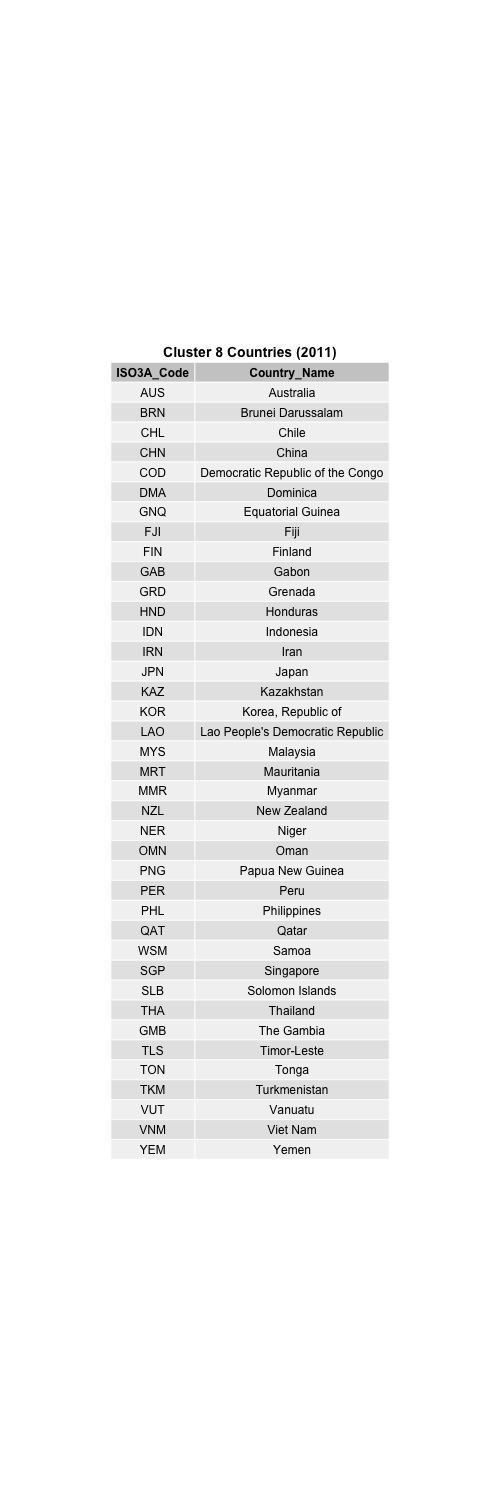 Cluster 8 Countries (2011)
ISO3A_Code Country_Name
AUS Australia
BRN Brunei Darussalam
CHL Chile
CHN China
COD Democratic Republic of the Congo
DMA Dominica
GNQ Equatorial Guinea
FJI Fiji
FIN Finland
GAB Gabon
GRD Grenada
HND Honduras
IDN Indonesia
IRN Iran
JPN Japan
KAZ Kazakhstan
KOR Korea, Republic of
LAO Lao People's Democratic Republic
MYS Malaysia
MRT Mauritania
MMR Myanmar
NZL New Zealand
NER Niger
OMN Oman
PNG Papua New Guinea
PER Peru
PHL Philippines
QAT Qatar
WSM Samoa
SGP Singapore
SLB Solomon Islands
THA Thailand
GMB The Gambia
TLS Timor-Leste
TON Tonga
TKM Turkmenistan
VUT Vanuatu
VNM Viet Nam
YEM Yemen